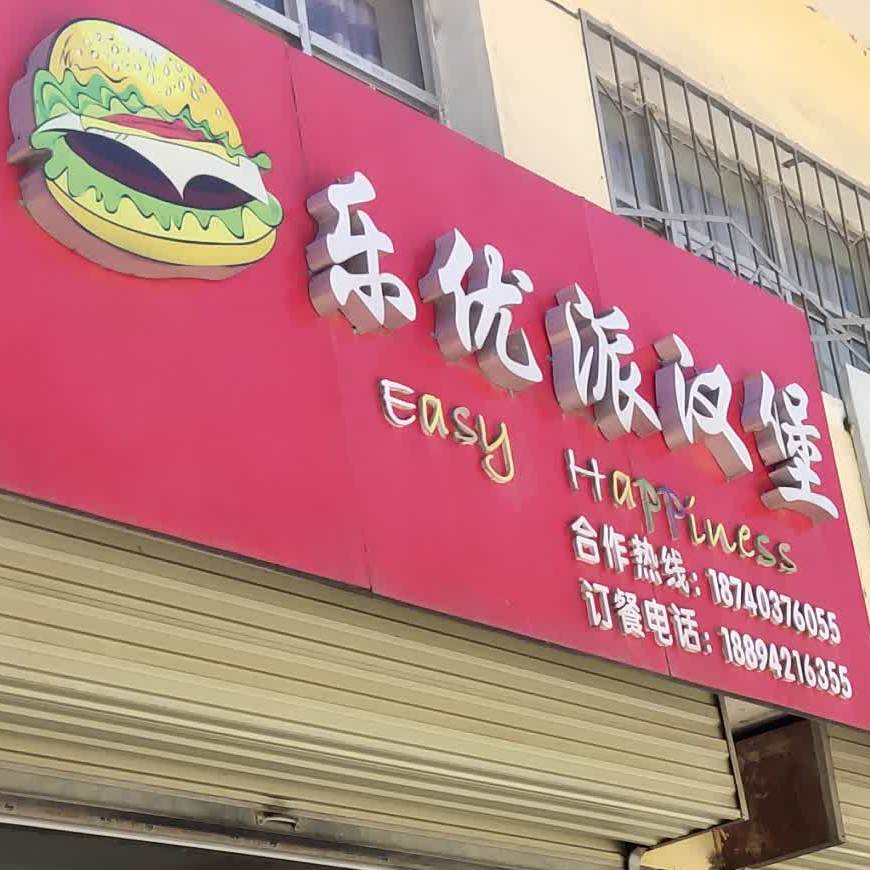 乐优派汉堡
Easy Happiness
合作热线：18740376055
订餐电话：18894216355